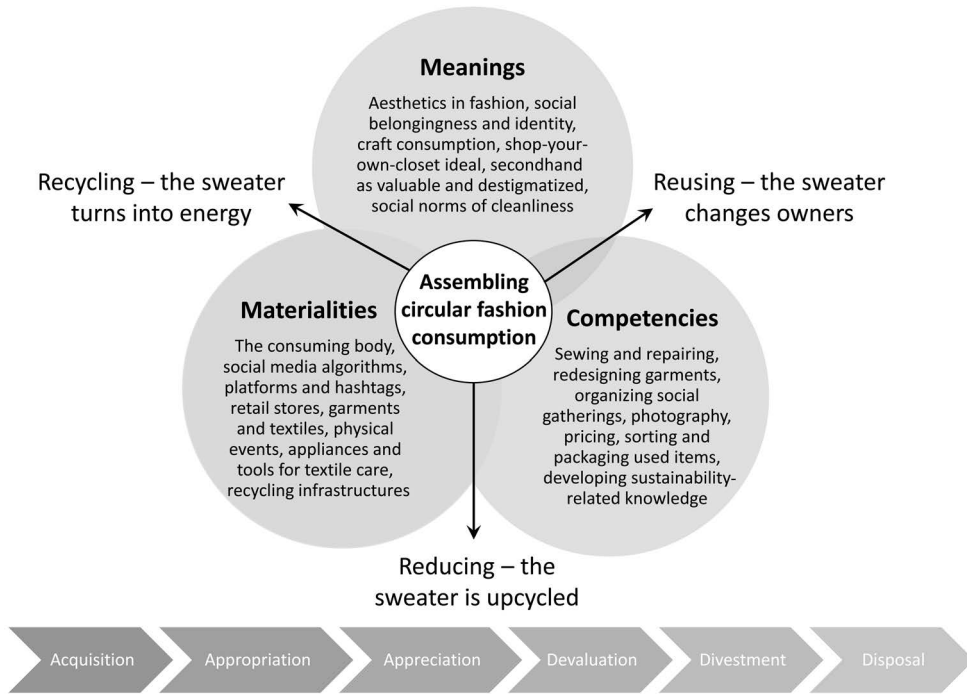 Meanings
Aesthetics in fashion, social
belongingness and identity,
craft consumption, shop-your-
own-closet ideal, secondhand
as valuable and destigmatized,
social norms of cleanliness
Recycling – the sweater
turns into energy
Reusing – the sweater
changes owners
Assembling
circular fashion
consumption
Materialities
The consuming body,
social media algorithms,
platforms and hashtags,
retail stores, garments
and textiles, physical
events, appliances and
tools for textile care,
recycling infrastructures
Competencies
Sewing and repairing,
redesigning garments,
organizing social
gatherings, photography,
pricing, sorting and
packaging used items,
developing sustainability-
related knowledge
Reducing – the
sweater is upcycled
Acquisition
Appropriation
Appreciation
Devaluation
Divestment
Disposal